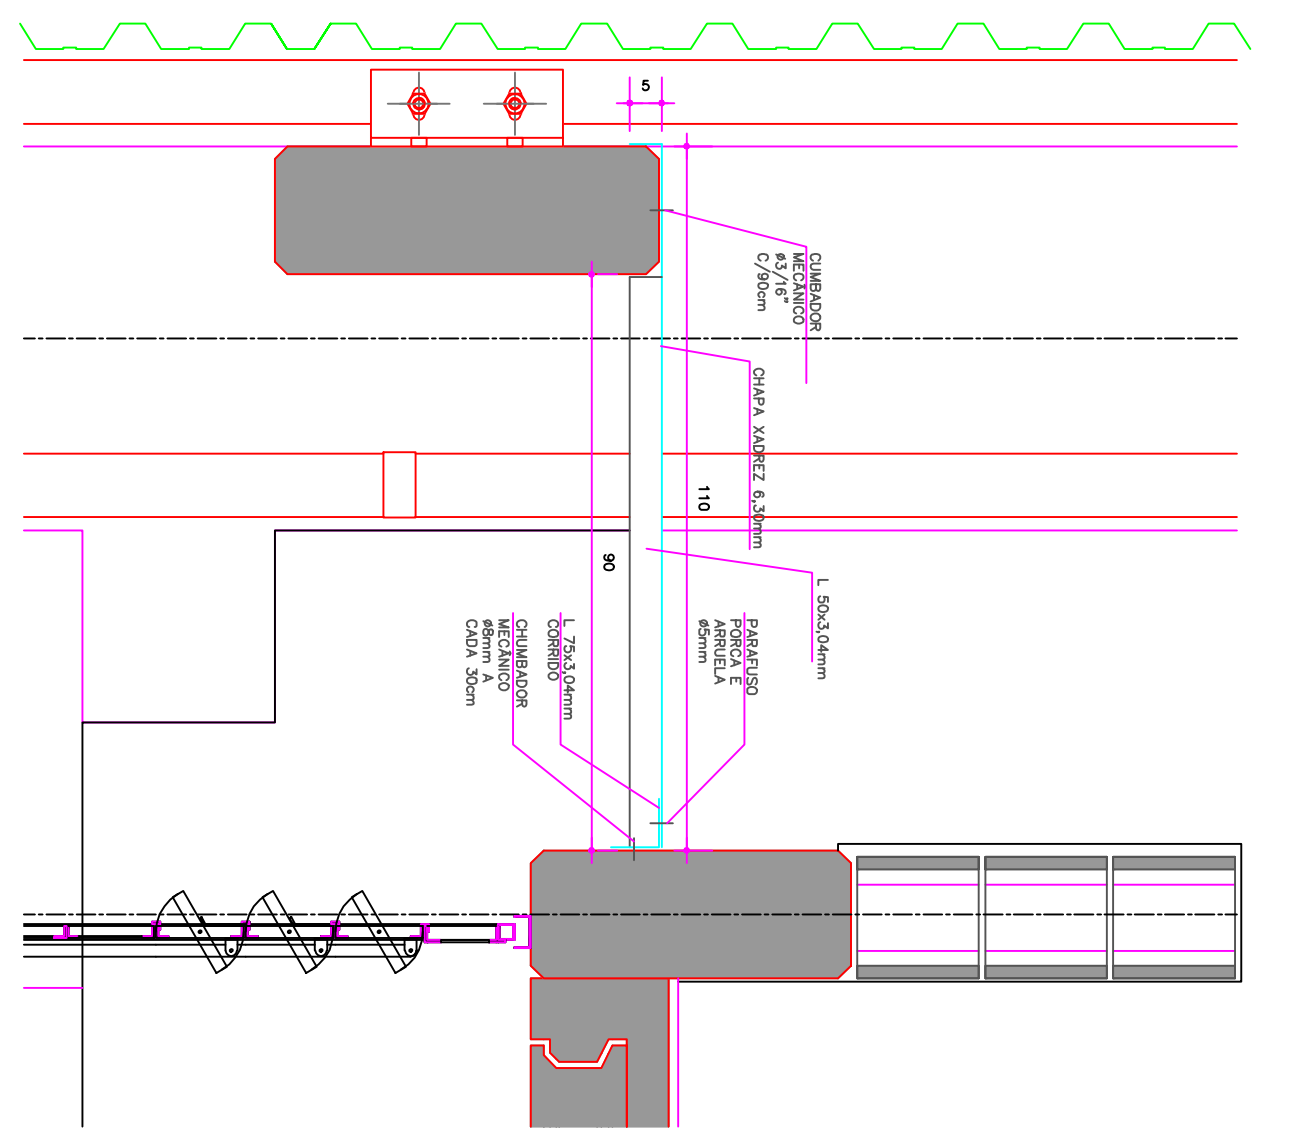 5
CUMBADOR
MECÂNICO
ø3/16"
C/90cm
CHAPA XADREZ 6,30mm
110
90
L 50x3,04mm
PARAFUSO
PORCA E
ARRUELA
ø5mm
L 75x3,04mm
CORRIDO
CHUMBADOR
MECÂNICO
ø8mm A
CADA 30cm